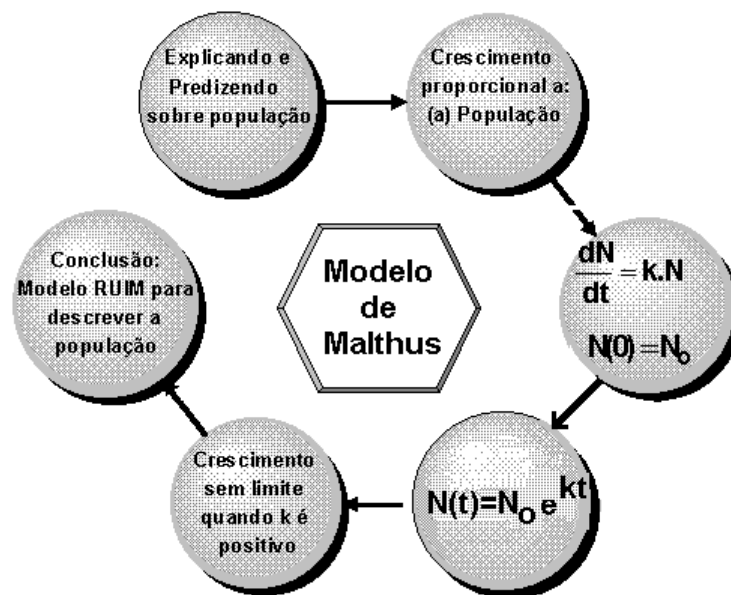 Explicando e
Predizendo
sobre população
Crescimento
proporcional a:
(a) População
dN
dt
= k.N
N(0) = No
N(t)=No e^kt
Crescimento
sem limite
quando k é
positivo
Conclusão:
Modelo RUIM para
descrever a
população
Modelo
de
Malthus